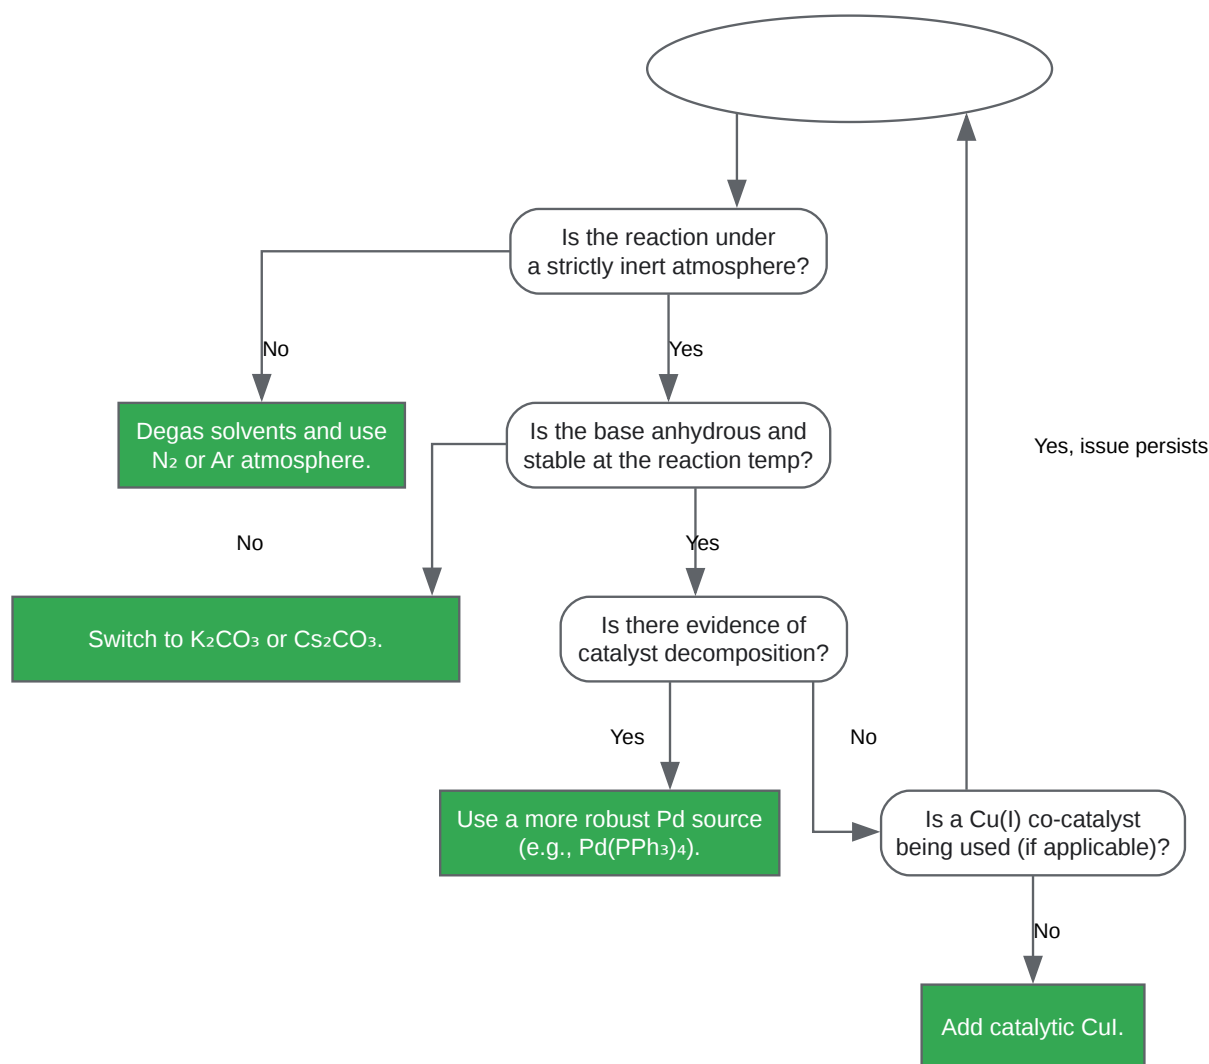 Is the reaction under
a strictly inert atmosphere?
No
Yes
Degas solvents and use
N₂ or Ar atmosphere.
Is the base anhydrous and
stable at the reaction temp?
Yes, issue persists
No
Yes
Switch to K₂CO₃ or Cs₂CO₃.
Is there evidence of
catalyst decomposition?
Yes
No
Use a more robust Pd source
(e.g., Pd(PPh₃)₄).
Is a Cu(I) co-catalyst
being used (if applicable)?
No
Add catalytic CuI.